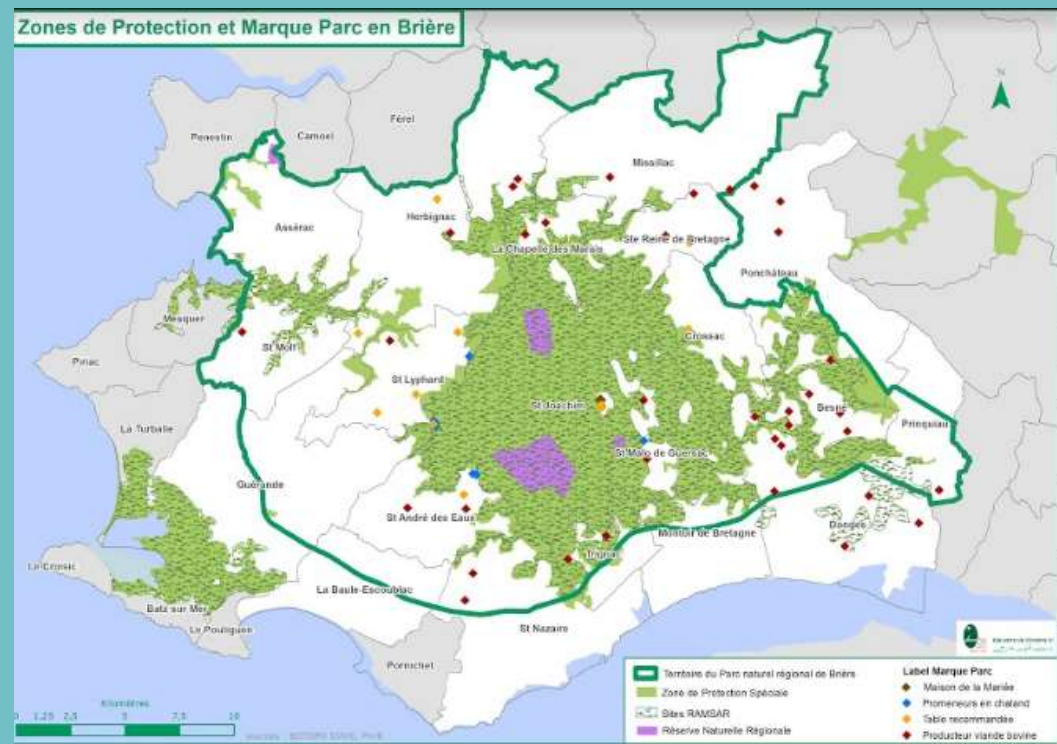 Zones de Protection et Marque Parc en Brière
N
Penestin
Camoel
Férel
Missillac
Herbignac
Assérac
La Chapelle des Marais
Ste Reine de Bretagne
Ponchâteau
Mesquer
Piriac
St Molf
Crossac
St Lyphard
St Joachim
Besné
Prinquiau
La Turballe
St Malo de Guersac
Guérande
St André des Eaux
Donges
Montoir de Bretagne
Trignac
Le Croisic
La Baule-Escoublac
Batz sur Mer
Le Pouliguen
St Nazaire
Pornichet
Kilomètres
0 1,25 2,5 5 7,5 10
Territoire du Parc naturel régional de Brière
Zone de Protection Spéciale
Sites RAMSAR
Réserve Naturelle Régionale
Label Marque Parc
Maison de la Mariée
Promeneurs en chaland
Table recommandée
Producteur viande bovine